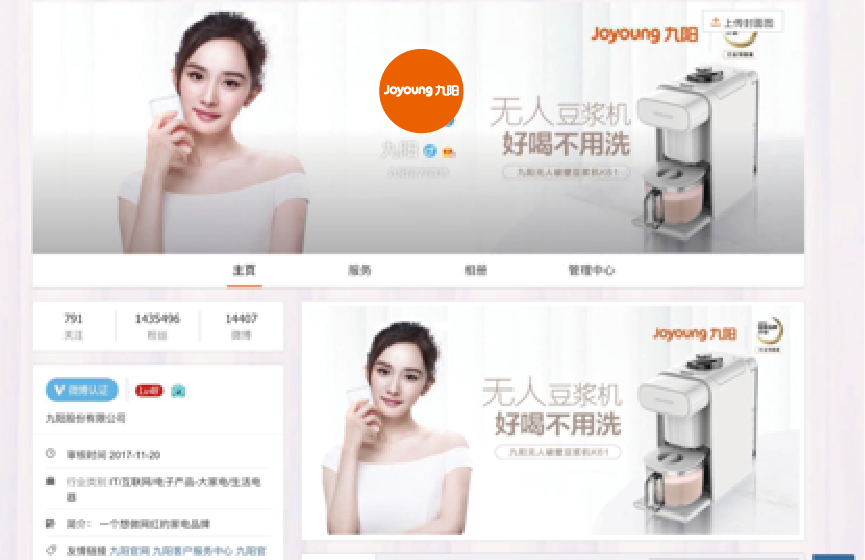 Joyoung 九阳
上传封面图
Joyoung 九阳
无人豆浆机
好喝不用洗
九阳
九阳无人破壁豆浆机K61
主页
服务
相册
管理中心
791
1435496
14407
关注
粉丝
微博
Joyoung 九阳
无人豆浆机
好喝不用洗
九阳无人破壁豆浆机K61
V 微博认证
九阳股份有限公司
审核时间 2017-11-20
行业类别 IT/互联网/电子产品-大家电/生活电
器
简介： 一个想做网红的家电品牌
友情链接 九阳官网 九阳客户服务中心 九阳官